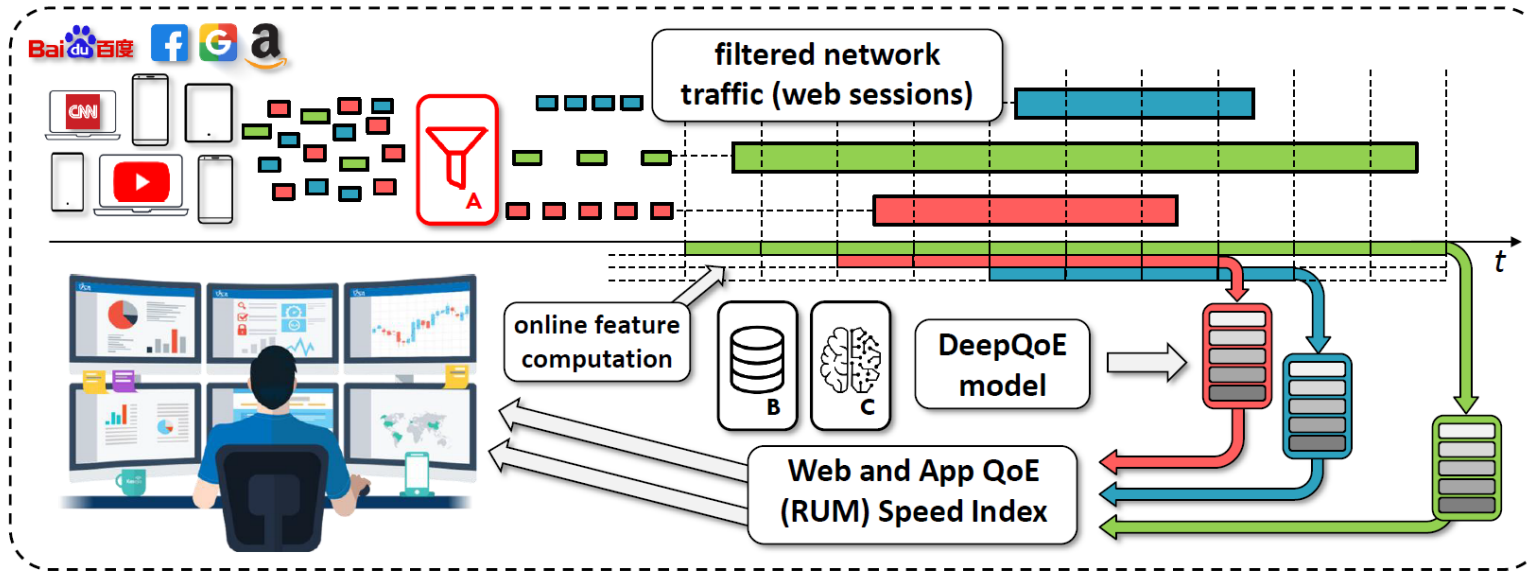 Bai du 百度
f
G
a
CNN
A
filtered network
traffic (web sessions)
t
online feature
computation
B
C
DeepQoE
model
Web and App QoE
(RUM) Speed Index